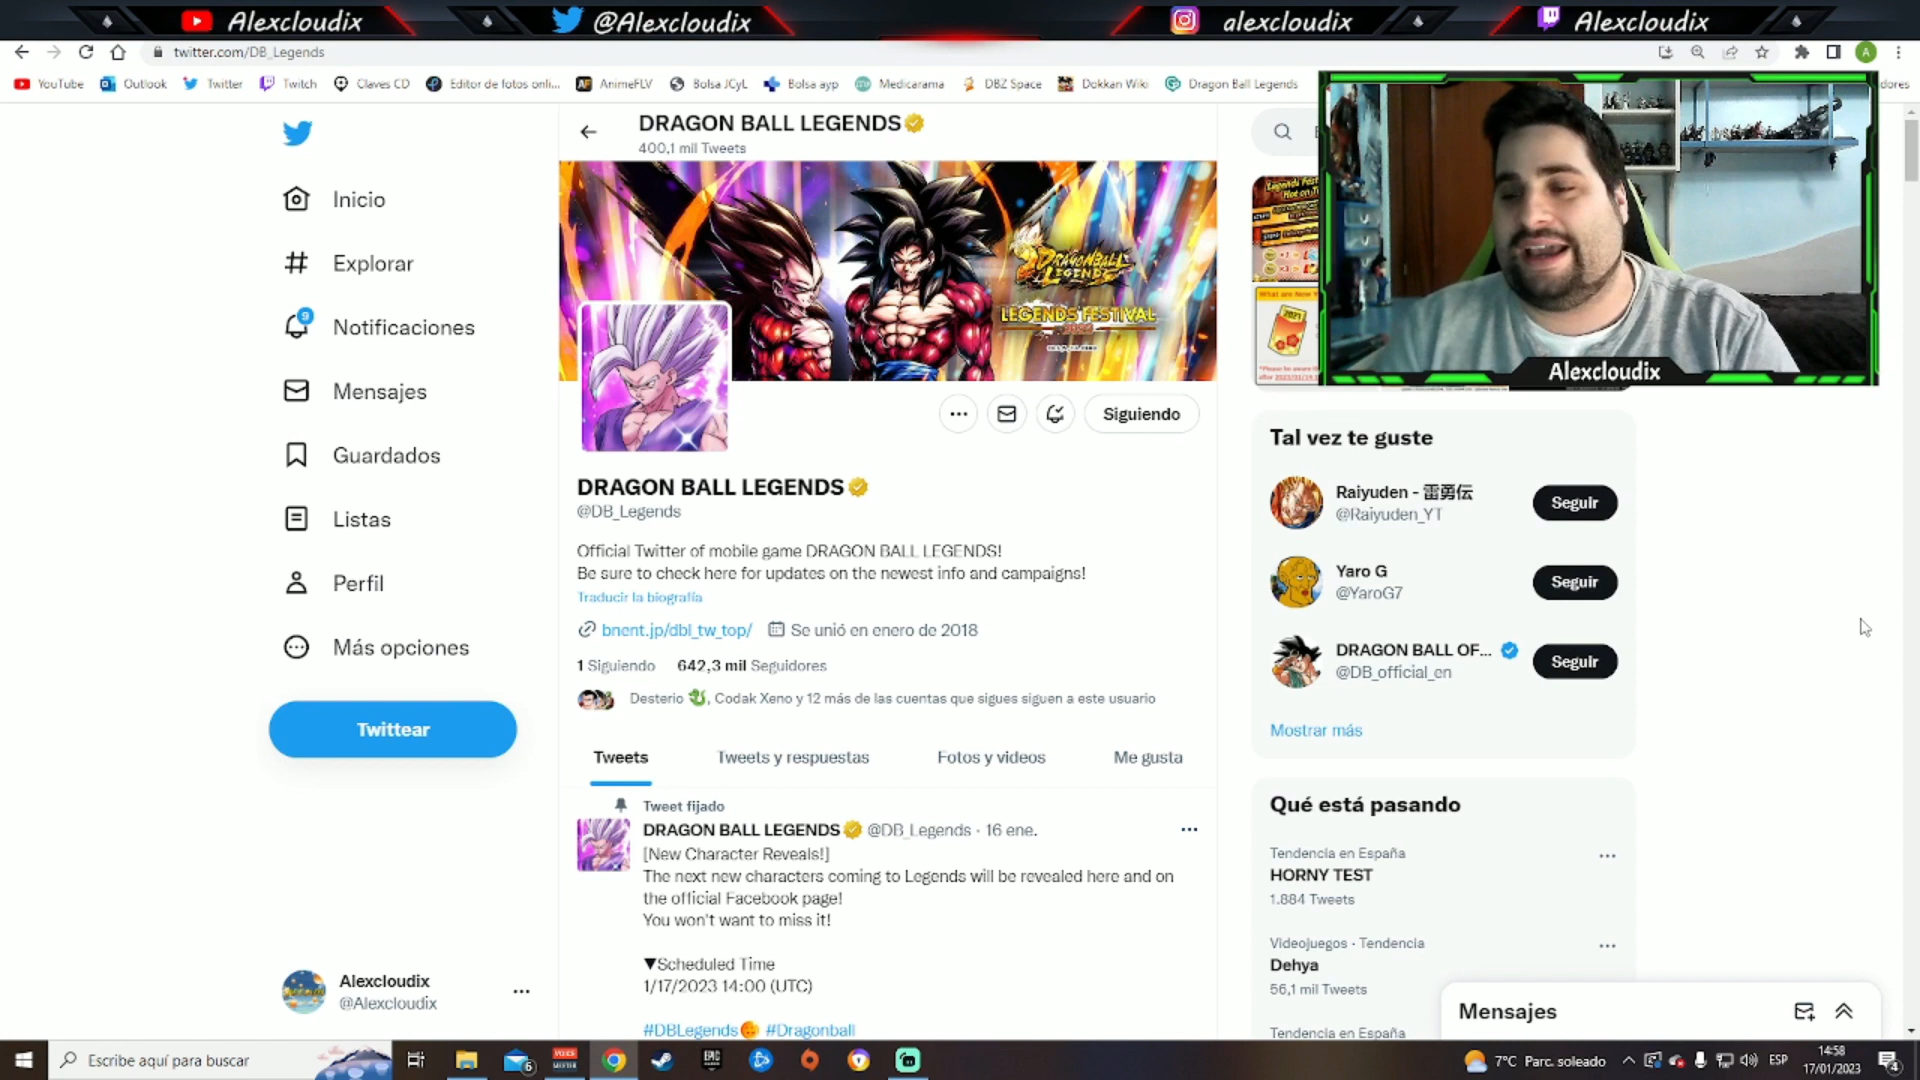 Alexcloudix
@Alexcloudix
alexcloudix
Alexcloudix
twitter.com/DB_Legends
A
YouTube
Outlook
Twitter
Twitch
Claves CD
Editor de fotos onli...
AnimeFLV
Bolsa JCyL
Bolsa ayp
Medicarama
DBZ Space
Dokkan Wiki
Dragon Ball Legends
dores
DRAGON BALL LEGENDS
400,1 mil Tweets
DRAGONBALL
LEGENDS
LEGENDS FESTIVAL
Alexcloudix
Inicio
Explorar
9
Notificaciones
Mensajes
Guardados
Listas
Perfil
Más opciones
Twittear
Alexcloudix
@Alexcloudix
Siguiendo
DRAGON BALL LEGENDS
@DB_Legends
Official Twitter of mobile game DRAGON BALL LEGENDS!
Be sure to check here for updates on the newest info and campaigns!
Traducir la biografía
bnent.jp/dbl_tw_top/ Se unió en enero de 2018
1 Siguiendo 642,3 mil Seguidores
Desterio , Codak Xeno y 12 más de las cuentas que sigues siguen a este usuario
Tweets Tweets y respuestas Fotos y videos Me gusta
Tweet fijado
DRAGON BALL LEGENDS @DB_Legends · 16 ene.
[New Character Reveals!]
The next new characters coming to Legends will be revealed here and on
the official Facebook page!
You won't want to miss it!
▼Scheduled Time
1/17/2023 14:00 (UTC)
#DBLegends #Dragonball
Tal vez te guste
Raiyuden - 雷勇伝
@Raiyuden_YT
Seguir
Yaro G
@YaroG7
Seguir
DRAGON BALL OF...
@DB_official_en
Seguir
Mostrar más
Qué está pasando
Tendencia en España
HORNY TEST
1.884 Tweets
Videojuegos · Tendencia
Dehya
56,1 mil Tweets
Tendencia en España
Mensajes
Escribe aquí para buscar
6
EPIC
7°C Parc. soleado
ESP
14:58
17/01/2023
4